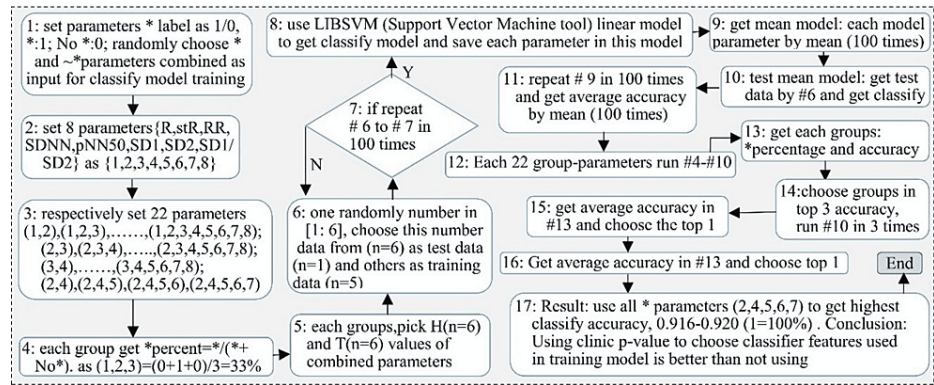 1: set parameters * label as 1/0,
*:1; No *:0; randomly choose *
and ~*parameters combined as
input for classify model training
2: set 8 parameters{R,stR,RR,
SDNN,pNN50,SD1,SD2,SD1/
SD2} as {1,2,3,4,5,6,7,8}
3: respectively set 22 parameters
(1,2),(1,2,3),......,(1,2,3,4,5,6,7,8);
(2,3),(2,3,4),.....,(2,3,4,5,6,7,8);
(3,4),......,(3,4,5,6,7,8);
(2,4),(2,4,5),(2,4,5,6),(2,4,5,6,7)
4: each group get *percent=*/(*+
No*). as (1,2,3)=(0+1+0)/3=33%
5: each groups,pick H(n=6)
and T(n=6) values of
combined parameters
6: one randomly number in
[1: 6], choose this number
data from (n=6) as test data
(n=1) and others as training
data (n=5)
7: if repeat
# 6 to # 7 in
100 times
Y
N
8: use LIBSVM (Support Vector Machine tool) linear model
to get classify model and save each parameter in this model
9: get mean model: each model
parameter by mean (100 times)
10: test mean model: get test
data by #6 and get classify
11: repeat # 9 in 100 times
and get average accuracy
by mean (100 times)
12: Each 22 group-parameters run #4-#10
13: get each groups:
*percentage and accuracy
14:choose groups in
top 3 accuracy,
run #10 in 3 times
15: get average accuracy in
#13 and choose the top 1
16: Get average accuracy in #13 and choose top 1
End
17: Result: use all * parameters (2,4,5,6,7) to get highest
classify accuracy, 0.916-0.920 (1=100%) . Conclusion:
Using clinic p-value to choose classifier features used
in training model is better than not using